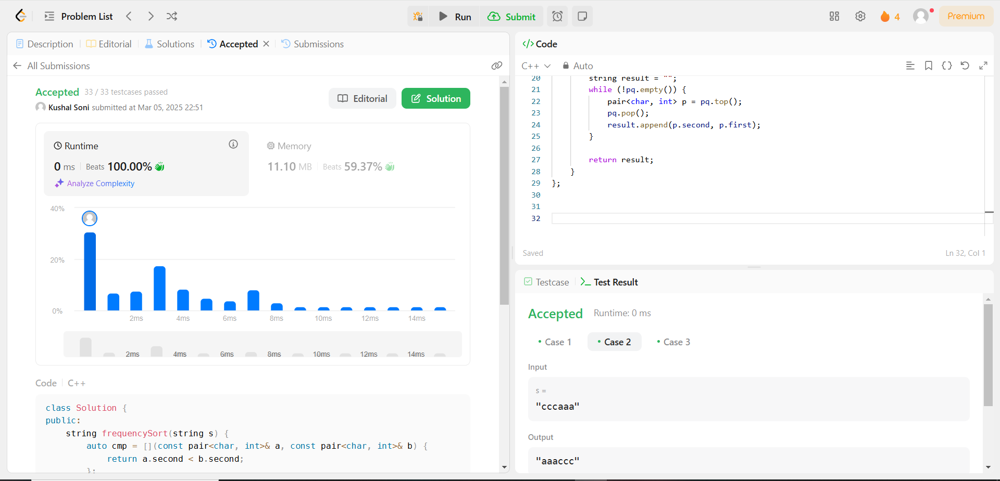 Problem List
Run
Submit
4
Premium
Description
Editorial
Solutions
Accepted
Submissions
All Submissions
Accepted 33 / 33 testcases passed
Kushal Soni submitted at Mar 05, 2025 22:51
Editorial
Solution
Runtime
0 ms Beats 100.00%
Analyze Complexity
Memory
11.10 MB Beats 59.37%
40%
20%
0%
2ms 4ms 6ms 8ms 10ms 12ms 14ms
2ms 4ms 6ms 8ms 10ms 12ms 14ms
Code C++
class Solution {
public:
    string frequencySort(string s) {
        auto cmp = [](const pair<char, int>& a, const pair<char, int>& b) {
            return a.second < b.second;
        };
</> Code
C++ Auto
20 string result = "";
21 while (!pq.empty()) {
22 pair<char, int> p = pq.top();
23 pq.pop();
24 result.append(p.second, p.first);
25 }
26
27 return result;
28 }
29 };
30
31
32
Saved
Ln 32, Col 1
Testcase
Test Result
Accepted Runtime: 0 ms
Case 1
Case 2
Case 3
Input
s =
"cccaaa"
Output
"aaaccc"